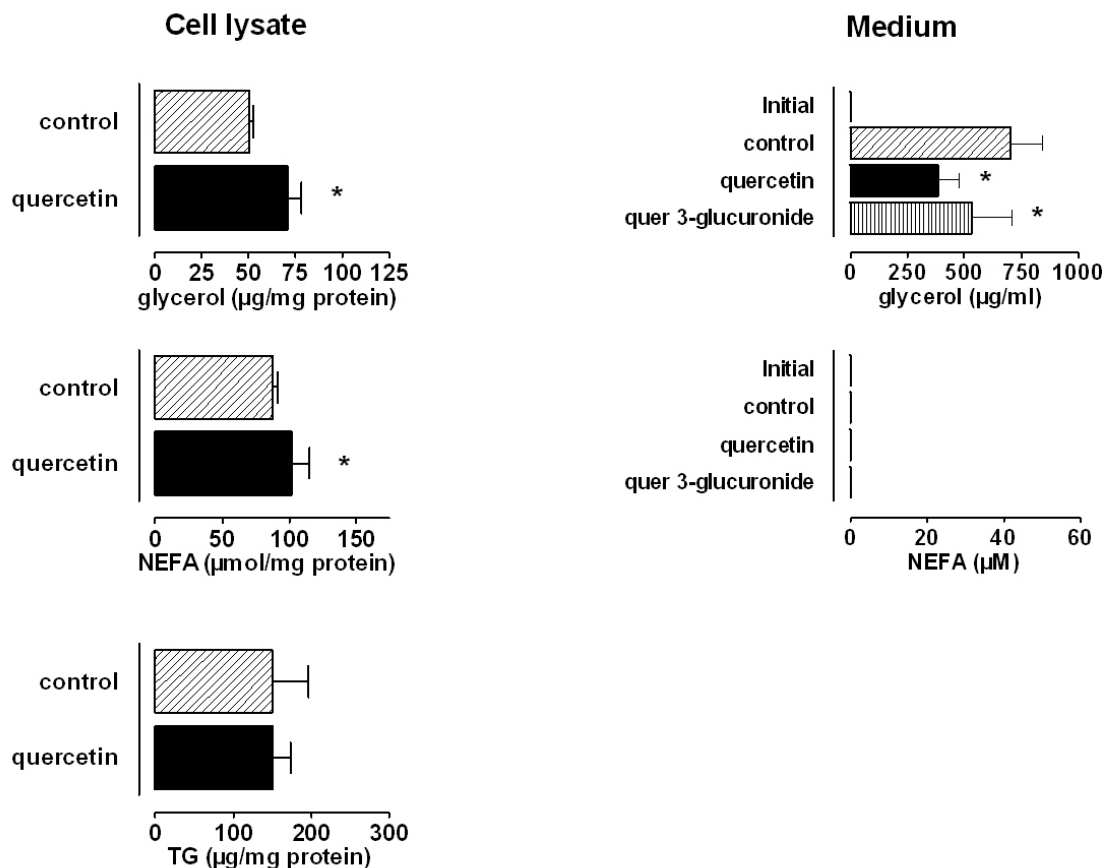 Cell lysate
control
quercetin
*
0 25 50 75 100 125
glycerol (µg/mg protein)
control
quercetin
*
0 50 100 150
NEFA (µmol/mg protein)
control
quercetin
0 100 200 300
TG (µg/mg protein)
Medium
Initial
control
quercetin
*
quer 3-glucuronide
*
0 250 500 750 1000
glycerol (µg/ml)
Initial
control
quercetin
quer 3-glucuronide
0 20 40 60
NEFA (µM)